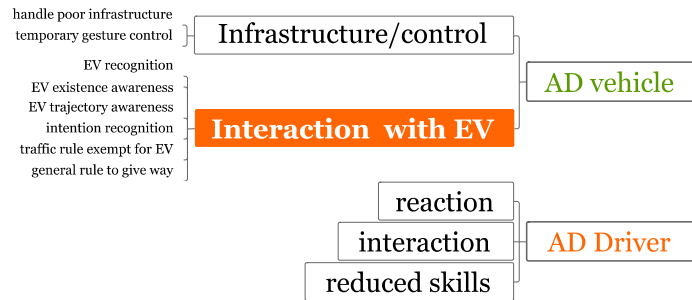 handle poor infrastructure
temporary gesture control
Infrastructure/control
EV recognition
EV existence awareness
EV trajectory awareness
intention recognition
traffic rule exempt for EV
general rule to give way
Interaction with EV
AD vehicle
reaction
interaction
reduced skills
AD Driver